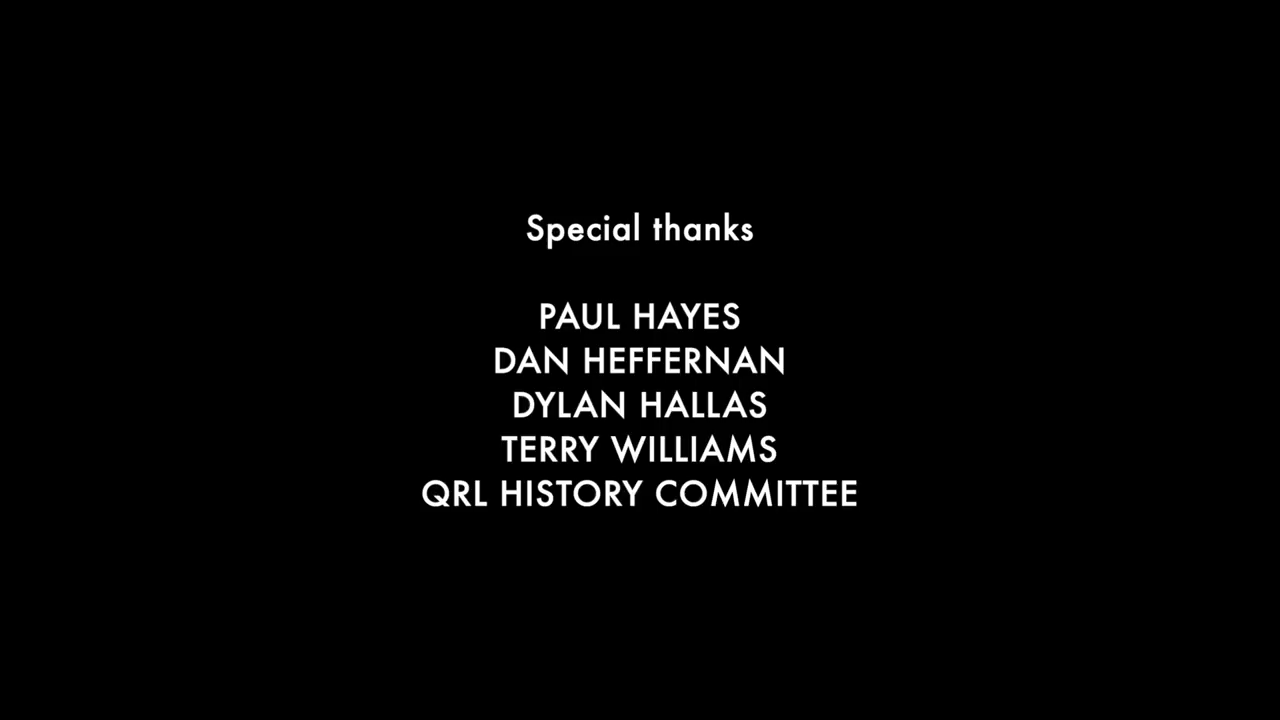 Special thanks
PAUL HAYES
DAN HEFFERNAN
DYLAN HALLAS
TERRY WILLIAMS
QRL HISTORY COMMITTEE